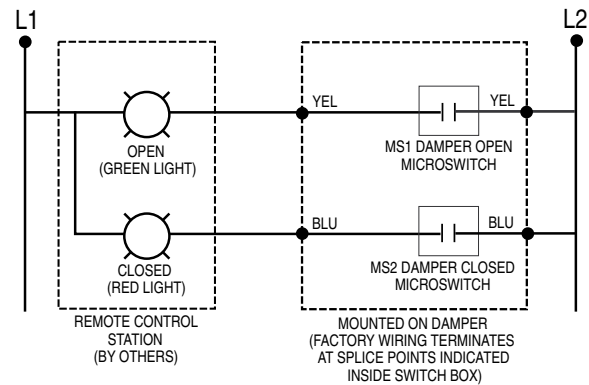 L1
L2
YEL
YEL
OPEN
(GREEN LIGHT)
MS1 DAMPER OPEN
MICROSWITCH
BLU
BLU
CLOSED
(RED LIGHT)
MS2 DAMPER CLOSED
MICROSWITCH
REMOTE CONTROL
STATION
(BY OTHERS)
MOUNTED ON DAMPER
(FACTORY WIRING TERMINATES
AT SPLICE POINTS INDICATED
INSIDE SWITCH BOX)